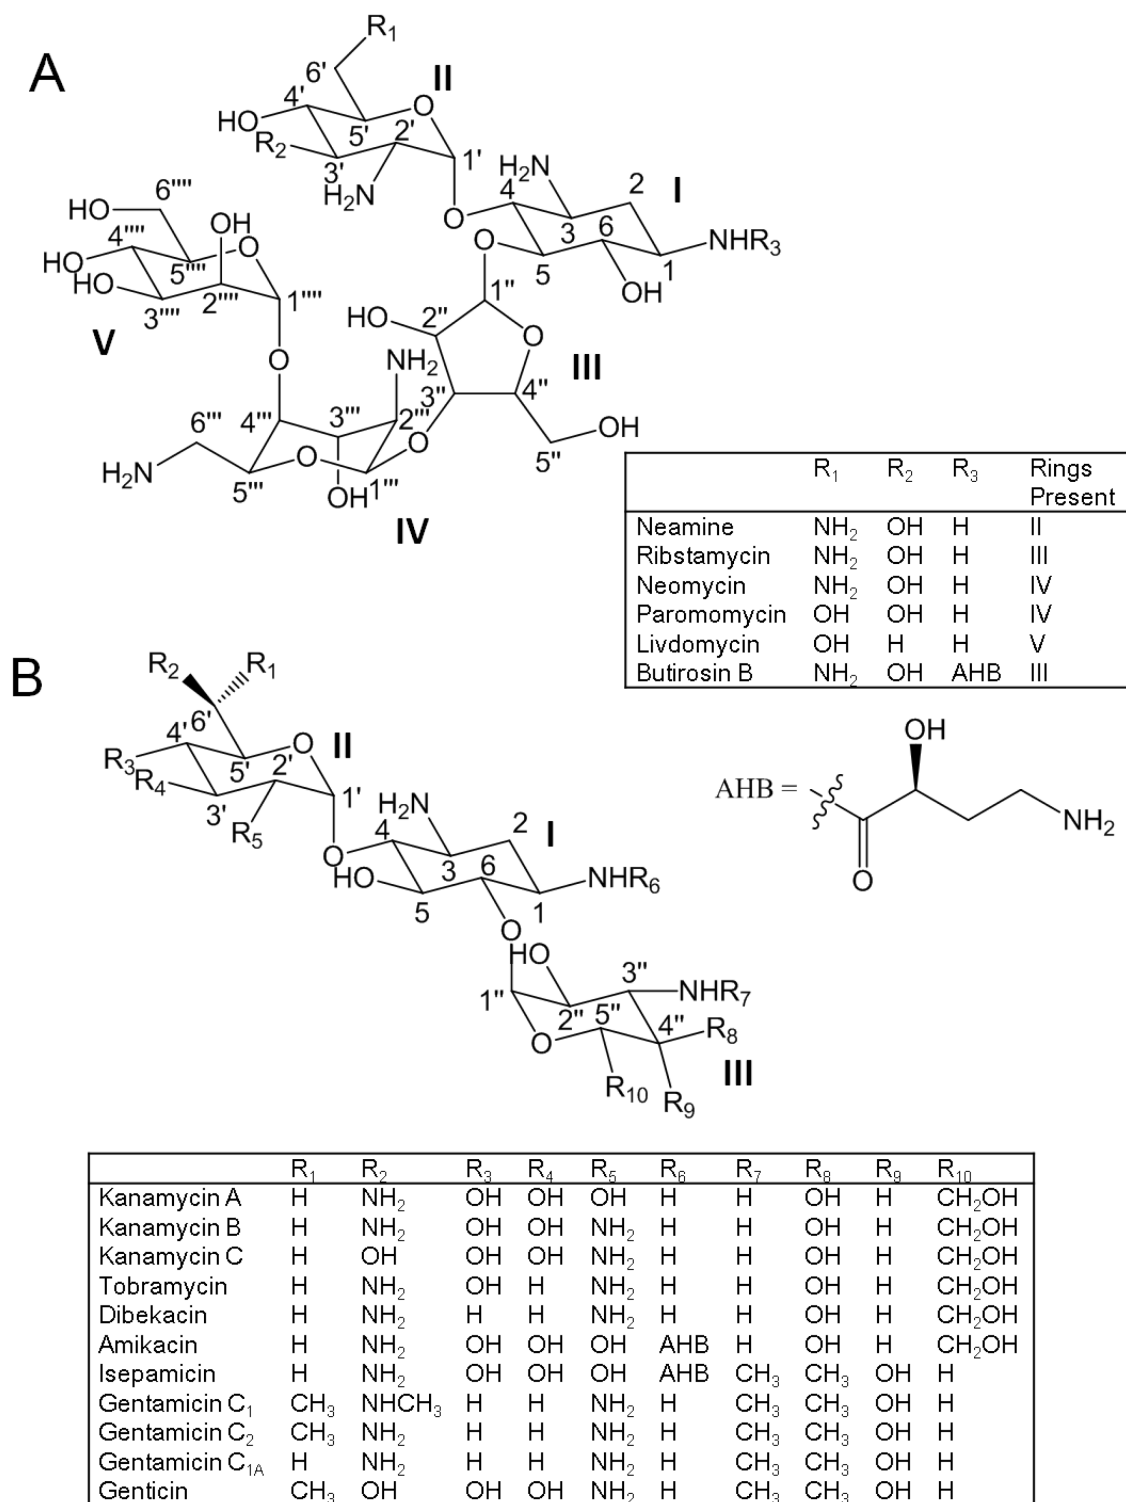 A
R₁
6'
II
4'
O
HO
5'
2'
R₂
3'
1'
H₂N
H₂N
2
I
4
O
3
6
NHR₃
O
5
1
OH
6''''
HO
OH
4''''
O
HO
5''''
HO
2''''
1''''
3''''
V
1''
HO
2''
O
III
O
NH₂
3''
4''
6'''
4'''
3'''
2'''
O
OH
H₂N
O
5''
5'''
OH
1'''
IV
R₁ R₂ R₃ Rings
Present
Neamine NH₂ OH H II
Ribstamycin NH₂ OH H III
Neomycin NH₂ OH H IV
Paromomycin OH OH H IV
Livdomycin OH H H V
Butirosin B NH₂ OH AHB III
B
R₂
R₁
6'
II
4'
O
R₃
5'
2'
R₄
1'
3'
R₅
H₂N
2
I
O
4
3
6
NHR₆
HO
5
1
O
HO
3''
NHR₇
1''
2''
5''
4''
R₈
O
R₁₀
R₉
III
OH
AHB =
NH₂
O
R₁ R₂ R₃ R₄ R₅ R₆ R₇ R₈ R₉ R₁₀
Kanamycin A H NH₂ OH OH OH H H OH H CH₂OH
Kanamycin B H NH₂ OH OH NH₂ H H OH H CH₂OH
Kanamycin C H OH OH OH NH₂ H H OH H CH₂OH
Tobramycin H NH₂ OH H NH₂ H H OH H CH₂OH
Dibekacin H NH₂ H H NH₂ H H OH H CH₂OH
Amikacin H NH₂ OH OH OH AHB H OH H CH₂OH
Isepamicin H NH₂ OH OH OH AHB CH₃ CH₃ OH H
Gentamicin C₁ CH₃ NHCH₃ H H NH₂ H CH₃ CH₃ OH H
Gentamicin C₂ CH₃ NH₂ H H NH₂ H CH₃ CH₃ OH H
Gentamicin C₁A H NH₂ H H NH₂ H CH₃ CH₃ OH H
Genticin CH₃ OH OH OH NH₂ H CH₃ CH₃ OH H